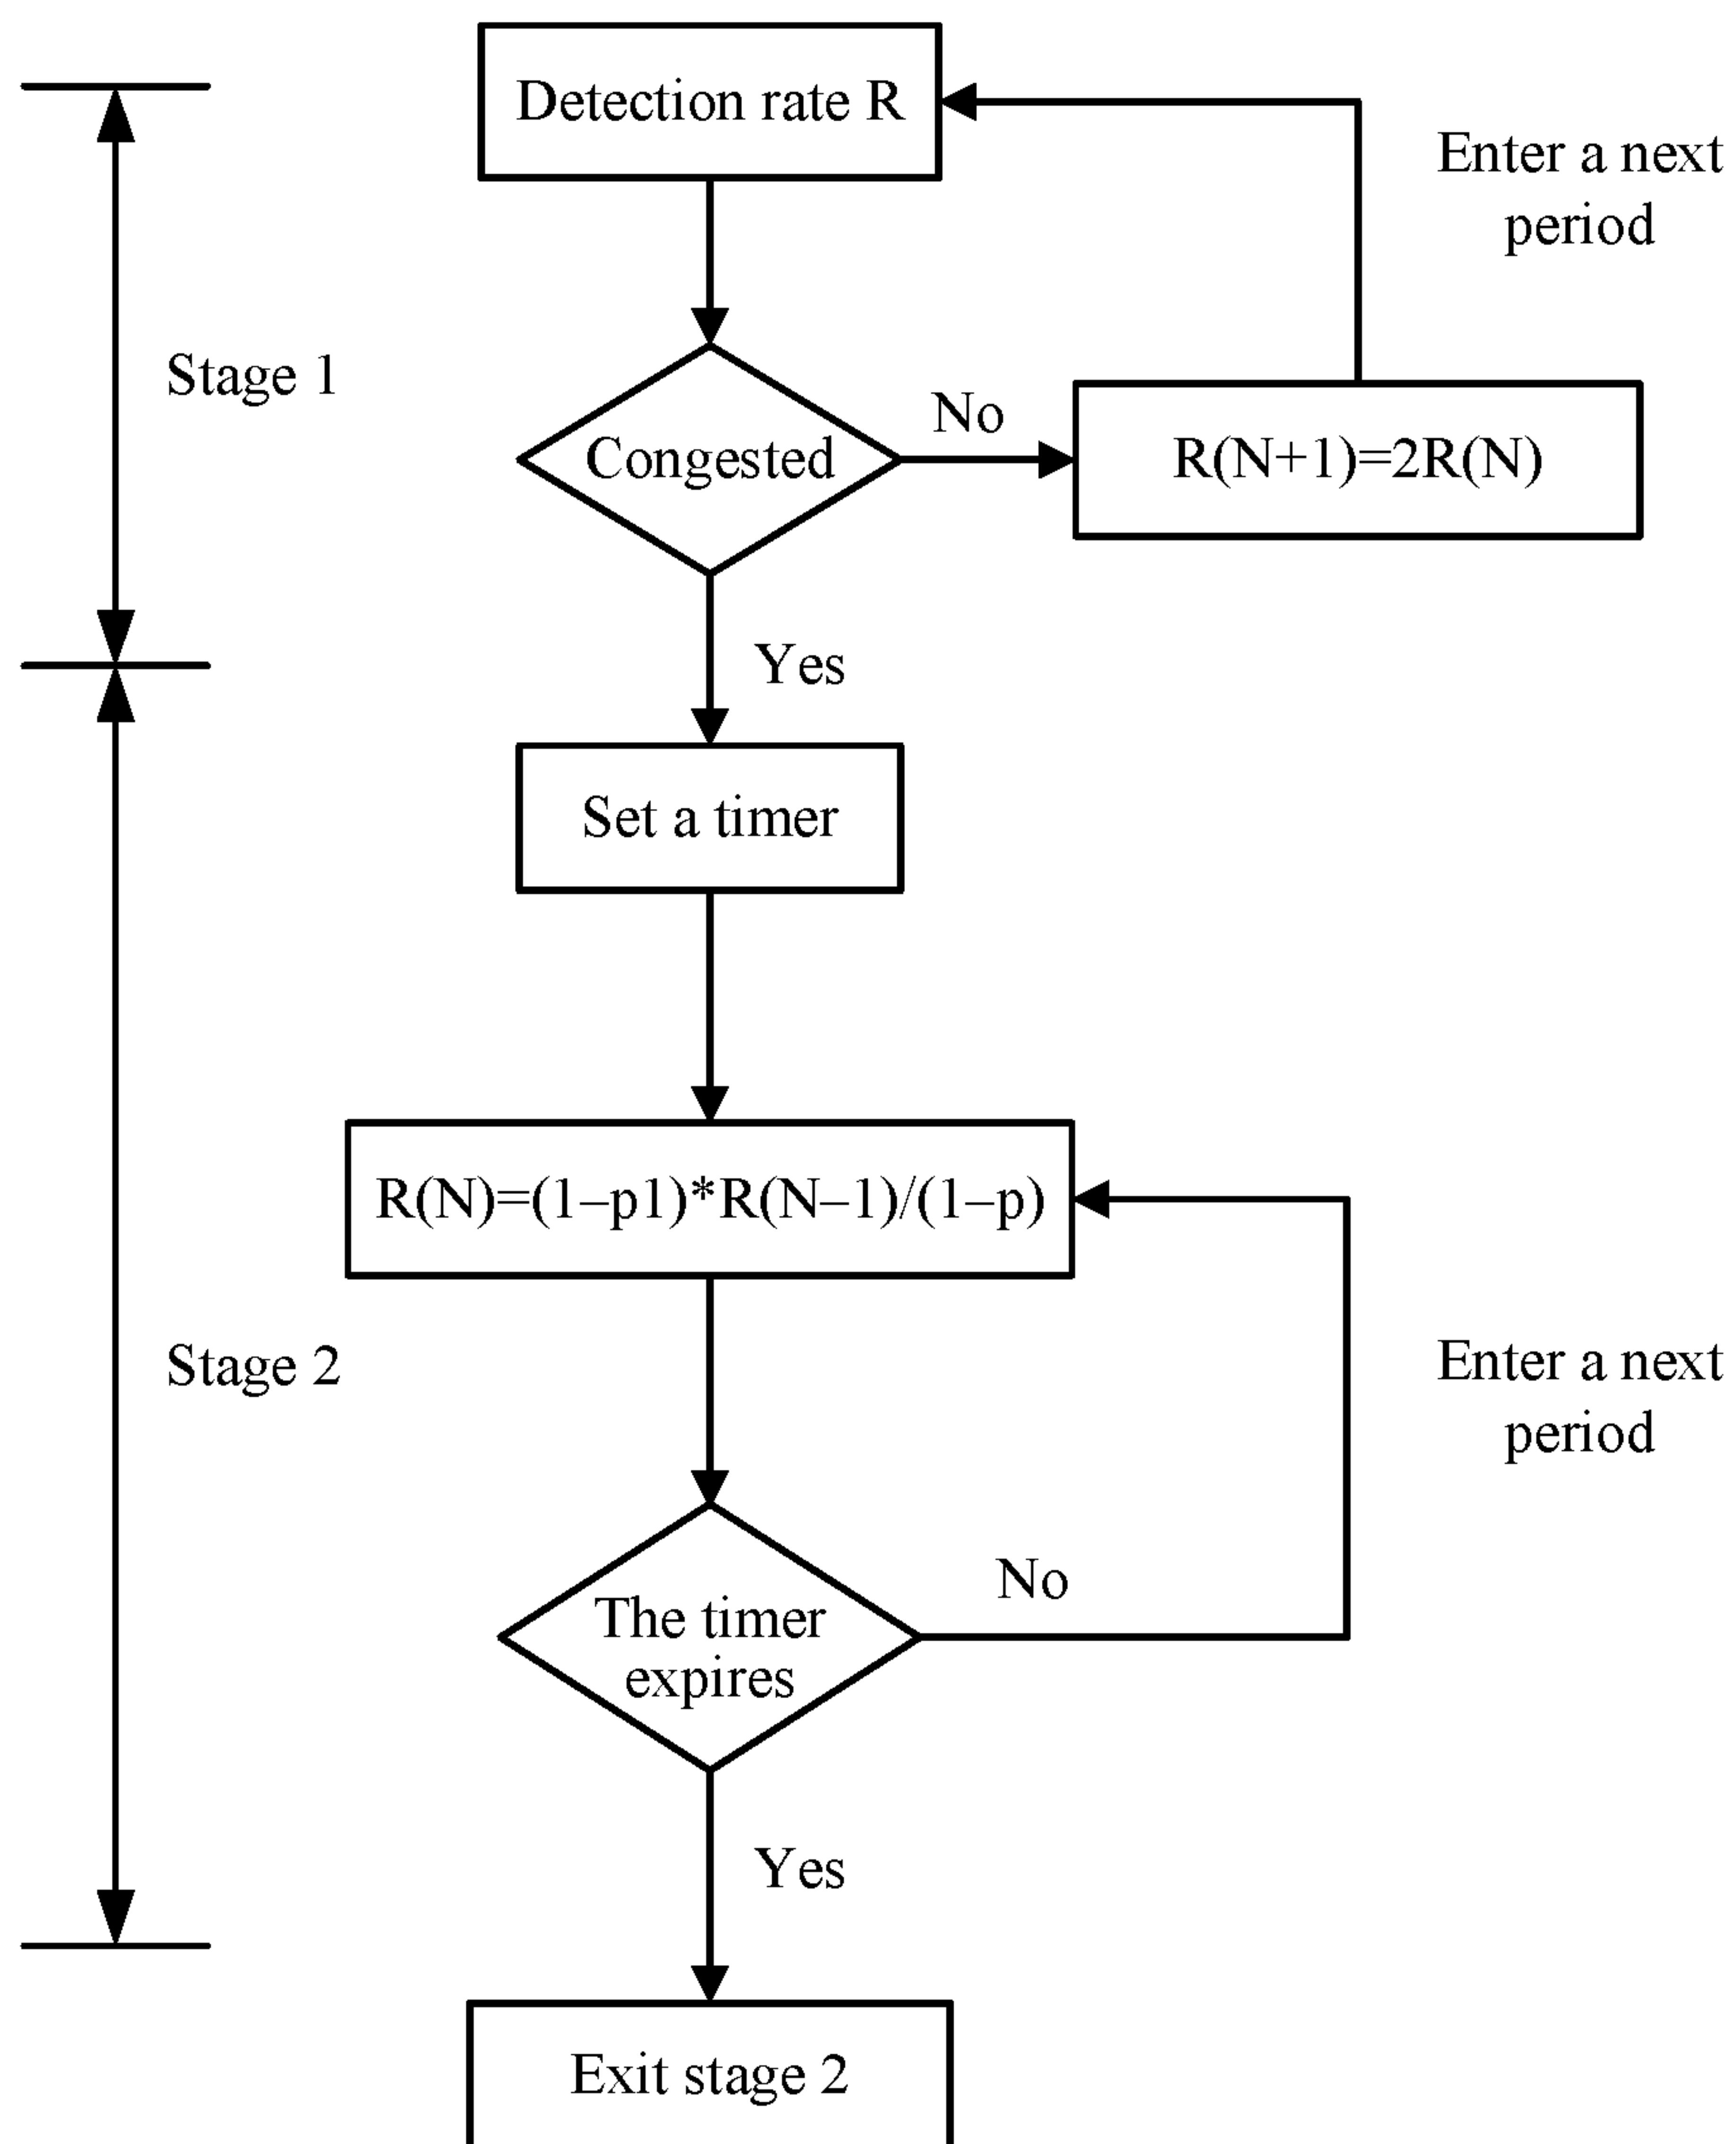 Detection rate R
Enter a next
period
Stage 1
No
Congested
R(N+1)=2R(N)
Yes
Set a timer
R(N)=(1–p1)*R(N–1)/(1–p)
Stage 2
Enter a next
period
No
The timer
expires
Yes
Exit stage 2